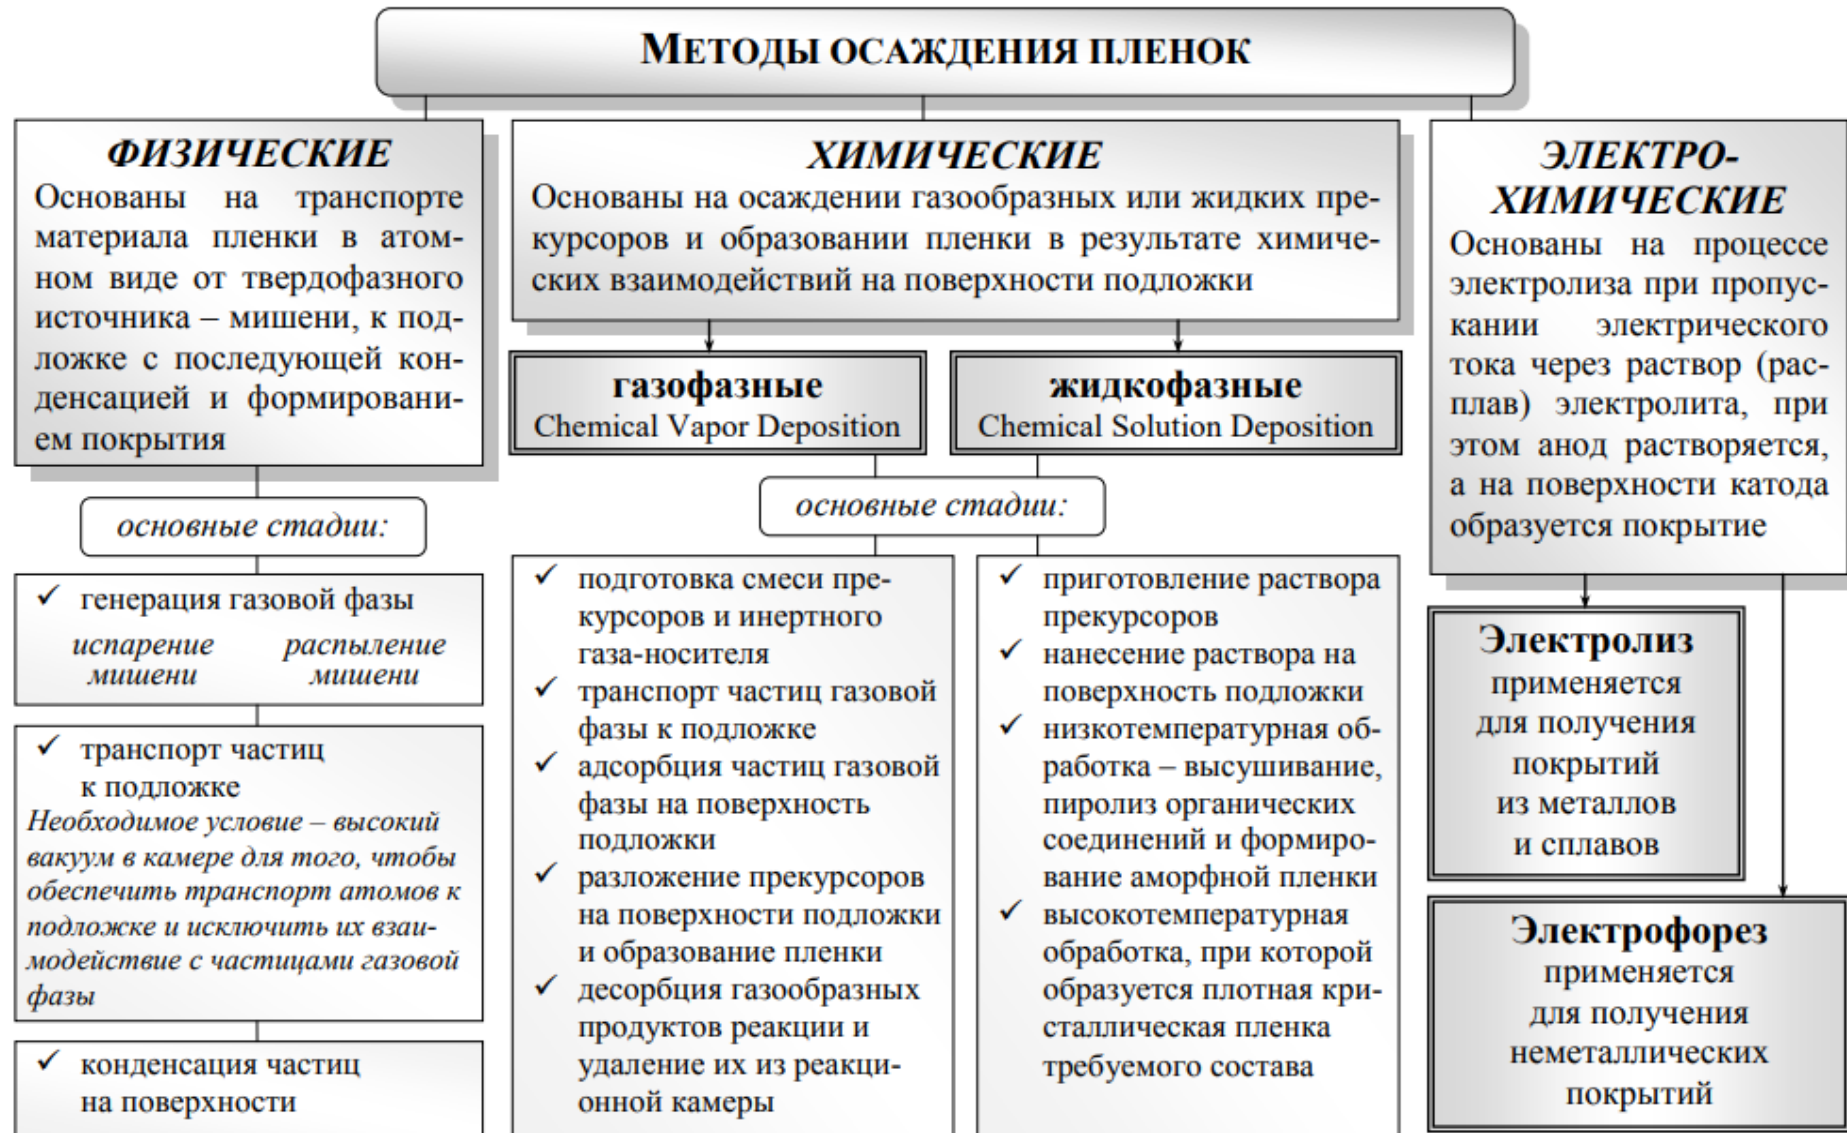 МЕТОДЫ ОСАЖДЕНИЯ ПЛЕНОК
ФИЗИЧЕСКИЕ
Основаны на транспорте
материала пленки в атом-
ном виде от твердофазного
источника – мишени, к под-
ложке с последующей кон-
денсацией и формировани-
ем покрытия
основные стадии:
✓ генерация газовой фазы
испарение распыление
мишени мишени
✓ транспорт частиц
к подложке
Необходимое условие – высокий
вакуум в камере для того, чтобы
обеспечить транспорт атомов к
подложке и исключить их взаи-
модействие с частицами газовой
фазы
✓ конденсация частиц
на поверхности
ХИМИЧЕСКИЕ
Основаны на осаждении газообразных или жидких пре-
курсоров и образовании пленки в результате химиче-
ских взаимодействий на поверхности подложки
газофазные
Chemical Vapor Deposition
жидкофазные
Chemical Solution Deposition
основные стадии:
✓ подготовка смеси пре-
курсоров и инертного
газа-носителя
✓ транспорт частиц газовой
фазы к подложке
✓ адсорбция частиц газовой
фазы на поверхность
подложки
✓ разложение прекурсоров
на поверхности подложки
и образование пленки
✓ десорбция газообразных
продуктов реакции и
удаление их из реакци-
онной камеры
✓ приготовление раствора
прекурсоров
✓ нанесение раствора на
поверхность подложки
✓ низкотемпературная об-
работка – высушивание,
пиролиз органических
соединений и формиро-
вание аморфной пленки
✓ высокотемпературная
обработка, при которой
образуется плотная кри-
сталлическая пленка
требуемого состава
ЭЛЕКТРО-
ХИМИЧЕСКИЕ
Основаны на процессе
электролиза при пропус-
кании электрического
тока через раствор (рас-
плав) электролита, при
этом анод растворяется,
а на поверхности катода
образуется покрытие
Электролиз
применяется
для получения
покрытий
из металлов
и сплавов
Электрофорез
применяется
для получения
неметаллических
покрытий